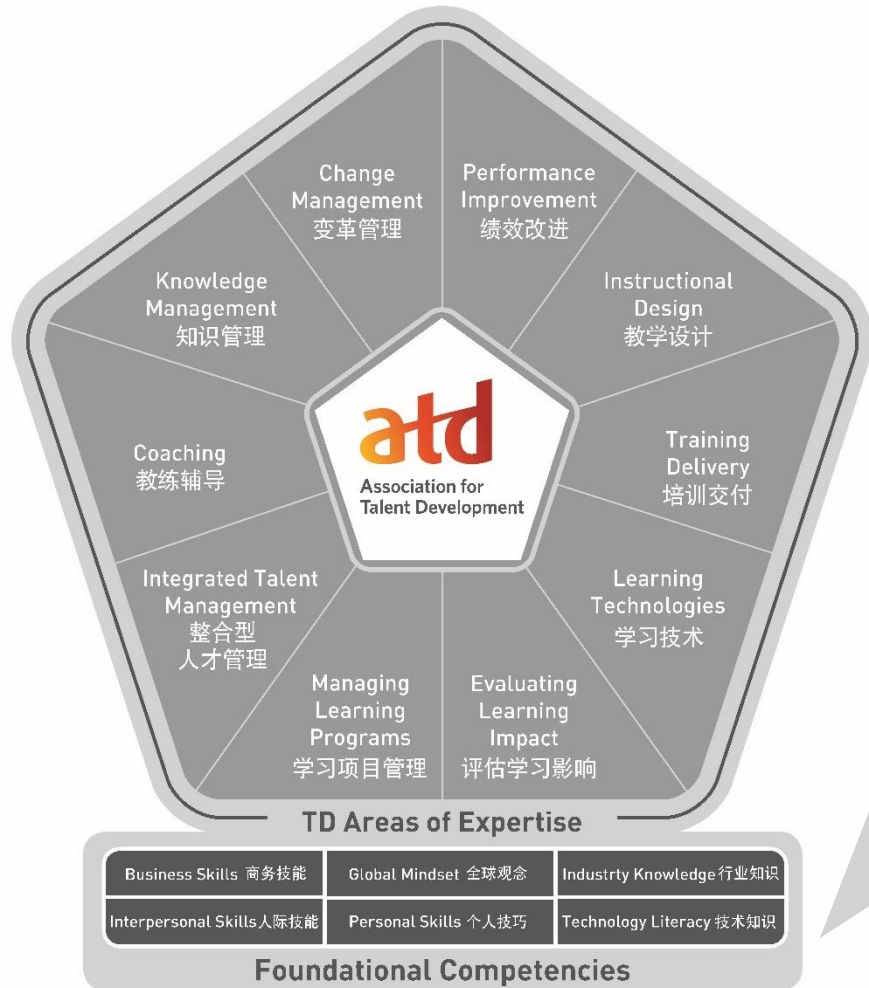 Change
Management
变革管理
Performance
Improvement
绩效改进
Knowledge
Management
知识管理
Instructional
Design
教学设计
atd
Association for
Talent Development
Coaching
教练辅导
Training
Delivery
培训交付
Integrated Talent
Management
整合型
人才管理
Learning
Technologies
学习技术
Managing
Learning
Programs
学习项目管理
Evaluating
Learning
Impact
评估学习影响
TD Areas of Expertise
Business Skills 商务技能
Global Mindset 全球观念
Industrty Knowledge 行业知识
Interpersonal Skills 人际技能
Personal Skills 个人技巧
Technology Literacy 技术知识
Foundational Competencies